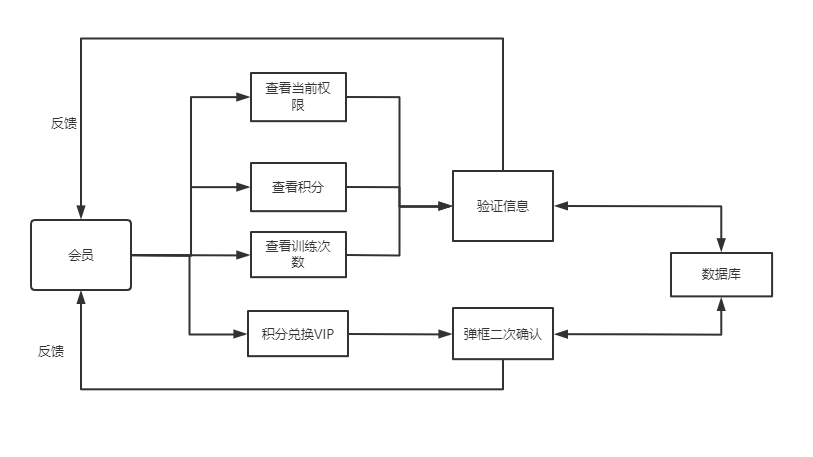 查看当前权
限
反馈
查看积分
验证信息
会员
查看训练次
数
数据库
积分兑换VIP
弹框二次确认
反馈